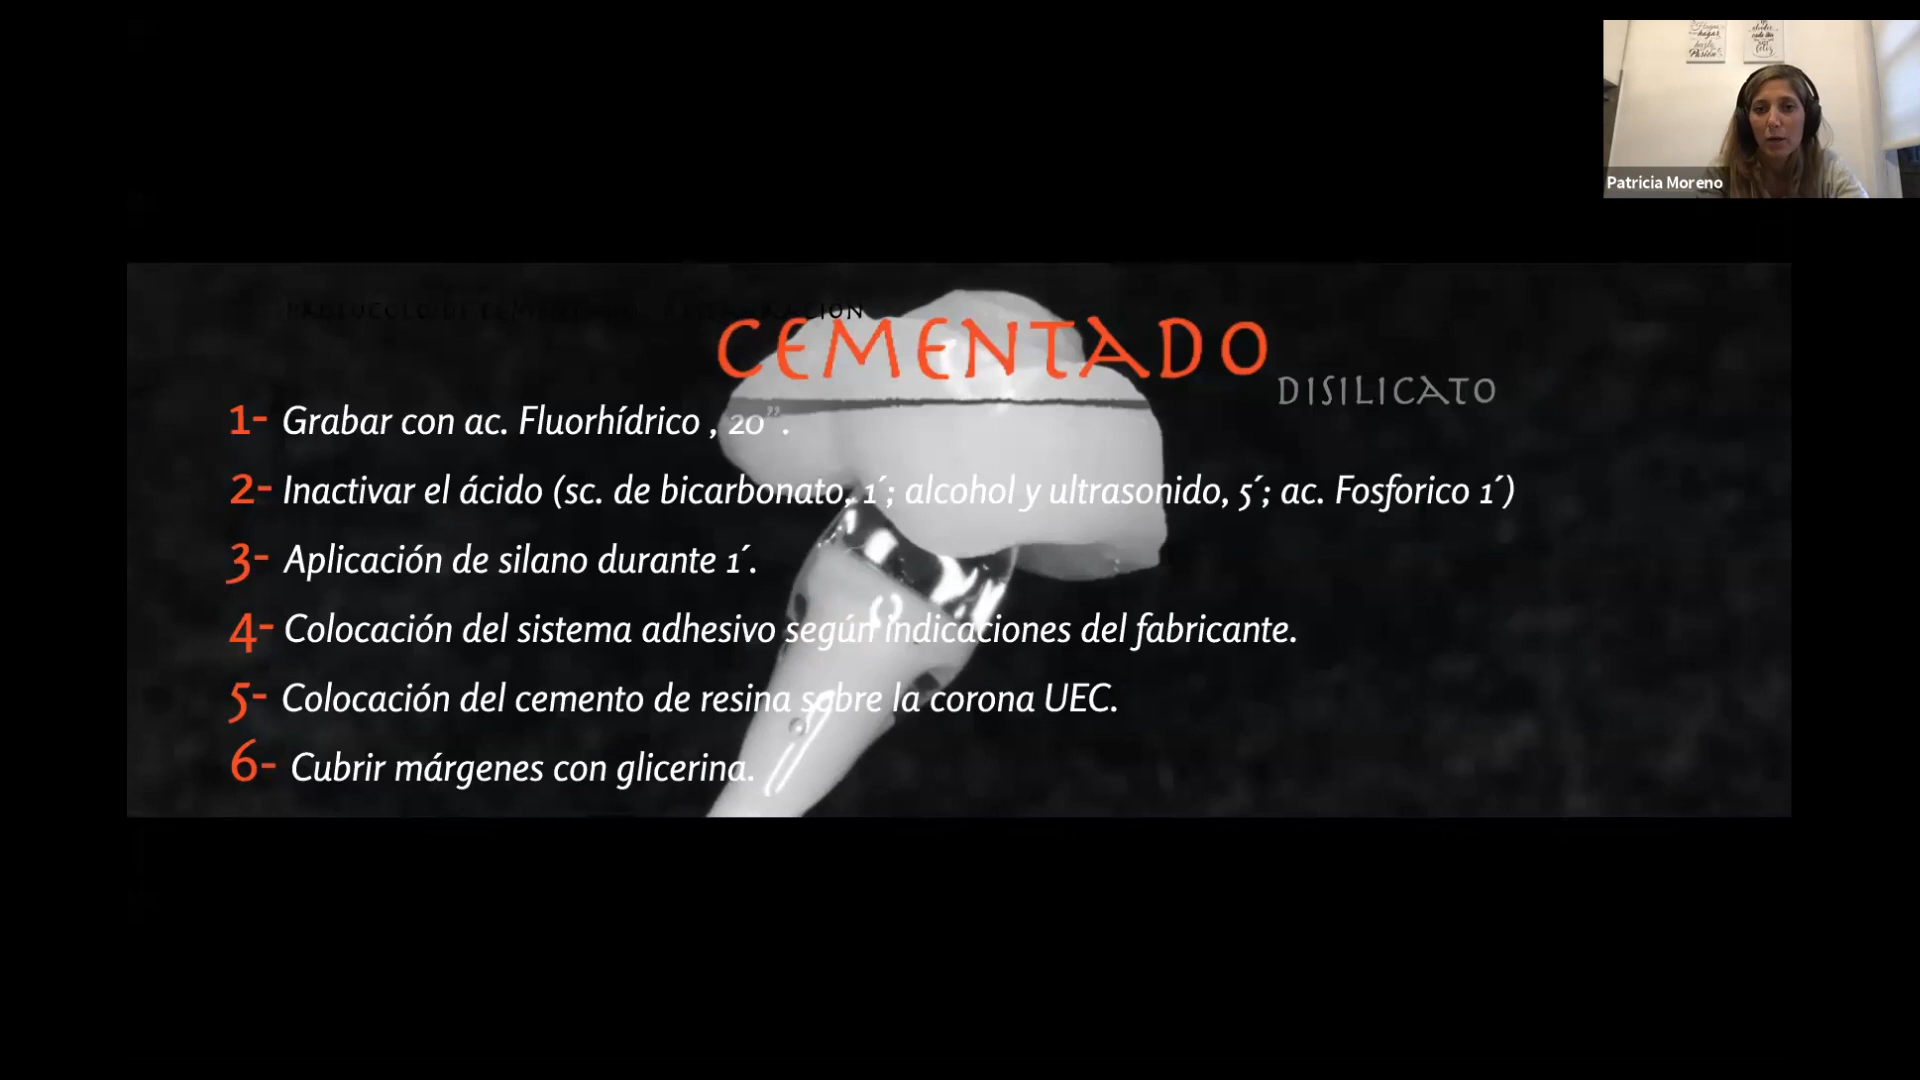 Patricia Moreno
PROTOCOLO DE
CEMENTADO
DISILICATO
1- Grabar con ac. Fluorhídrico , 20”.
2- Inactivar el ácido (sc. de bicarbonato, 1´; alcohol y ultrasonido, 5´; ac. Fosforico 1´)
3- Aplicación de silano durante 1´.
4- Colocación del sistema adhesivo según indicaciones del fabricante.
5- Colocación del cemento de resina sobre la corona UEC.
6- Cubrir márgenes con glicerina.